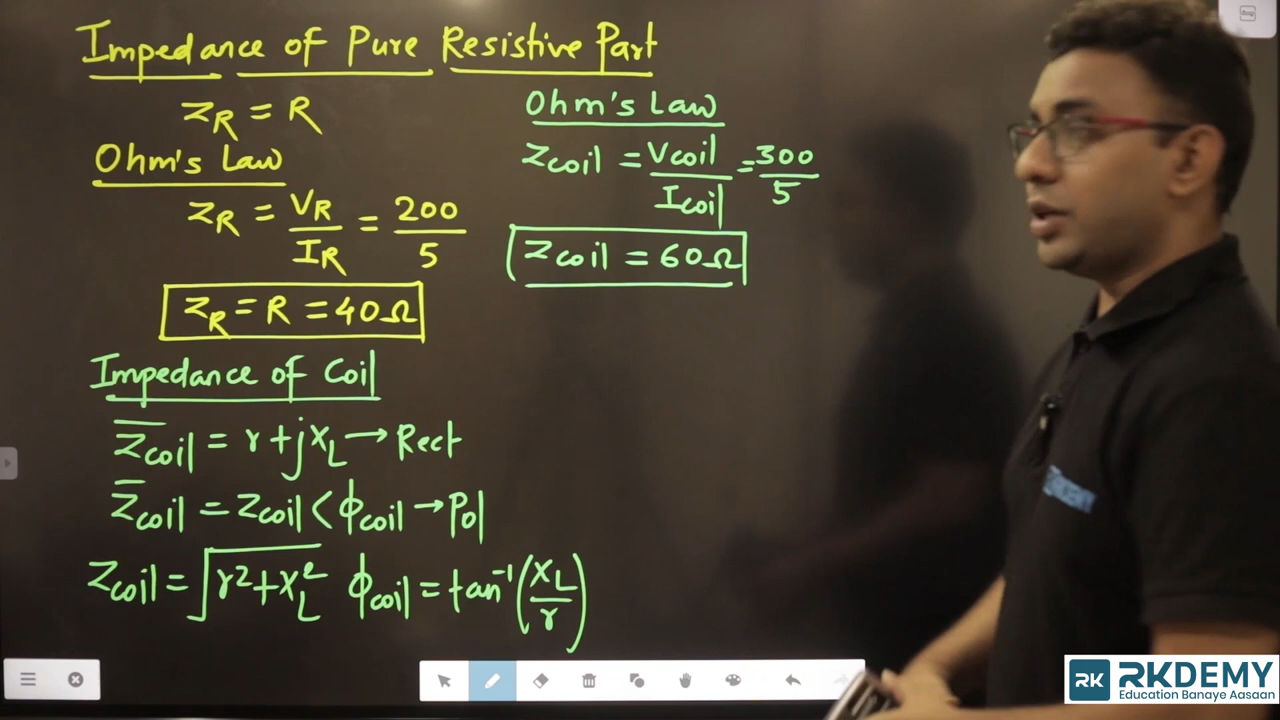 Impedance of Pure Resistive Part
Z_R = R
Ohm's Law
Z_R = V_R/I_R = 200/5
Z_R = R = 40Ω
Ohm's Law
Zcoil = Vcoil/Icoil = 300/5
Zcoil = 60Ω
Impedance of Coil
Z̅coil = r + jX_L → Rect
Z̅coil = Zcoil < ϕcoil → Pol
Zcoil = √(r² + X_L²) ϕcoil = tan⁻¹(X_L/r)
RK RKDEMY
Education Banaye Aasaan